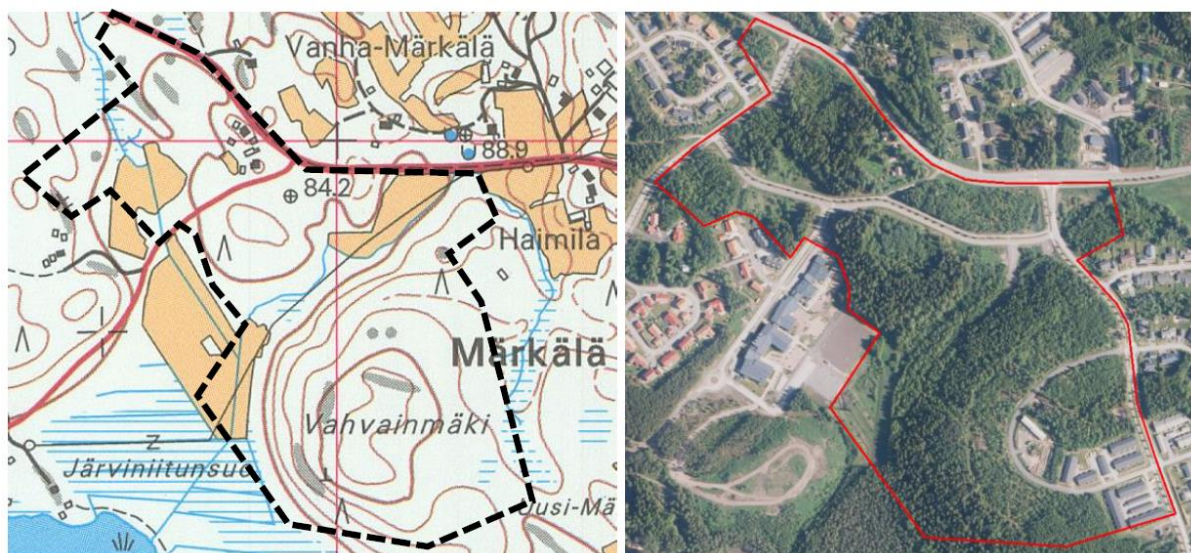 Vanha-Märkälä
88.9
84.2
Haimila
Märkälä
Vahvainmäki
Z
Järviniitunsuo
Uusi-Mä